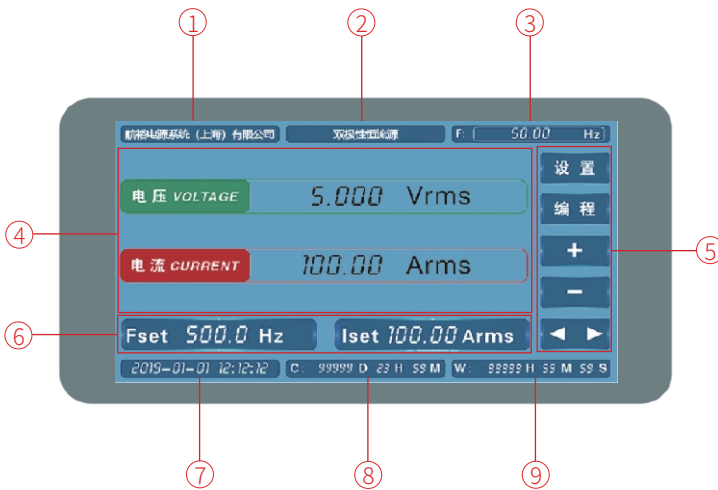 ① ② ③
航裕电源系统（上海）有限公司 双极性恒流源 F: 50.00 Hz
设 置
电 压 VOLTAGE 5.000 Vrms
编 程
④ ⑤
+
电 流 CURRENT 100.00 Arms
−
⑥ Fset 500.0 Hz Iset 100.00 Arms ◀ ▶
2019-01-01 12:12:12 C: 99999 D 23 H 59 M W: 99999 H 59 M 59 S
⑦ ⑧ ⑨